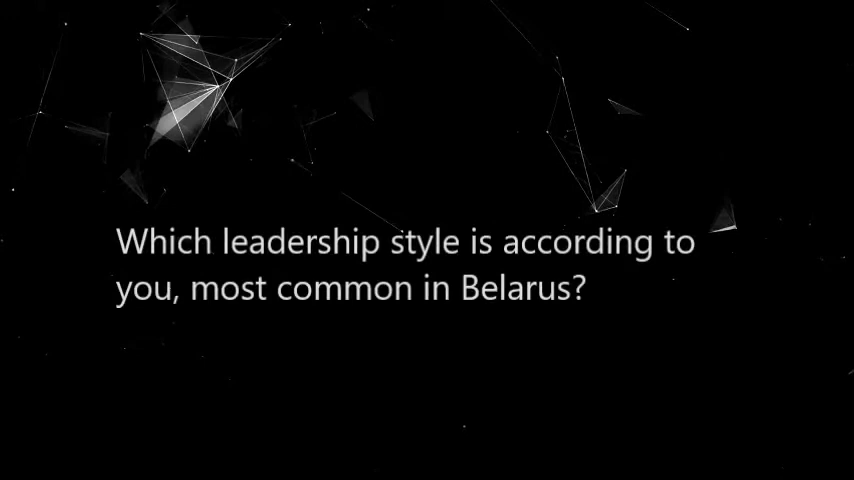 Which leadership style is according to
you, most common in Belarus?